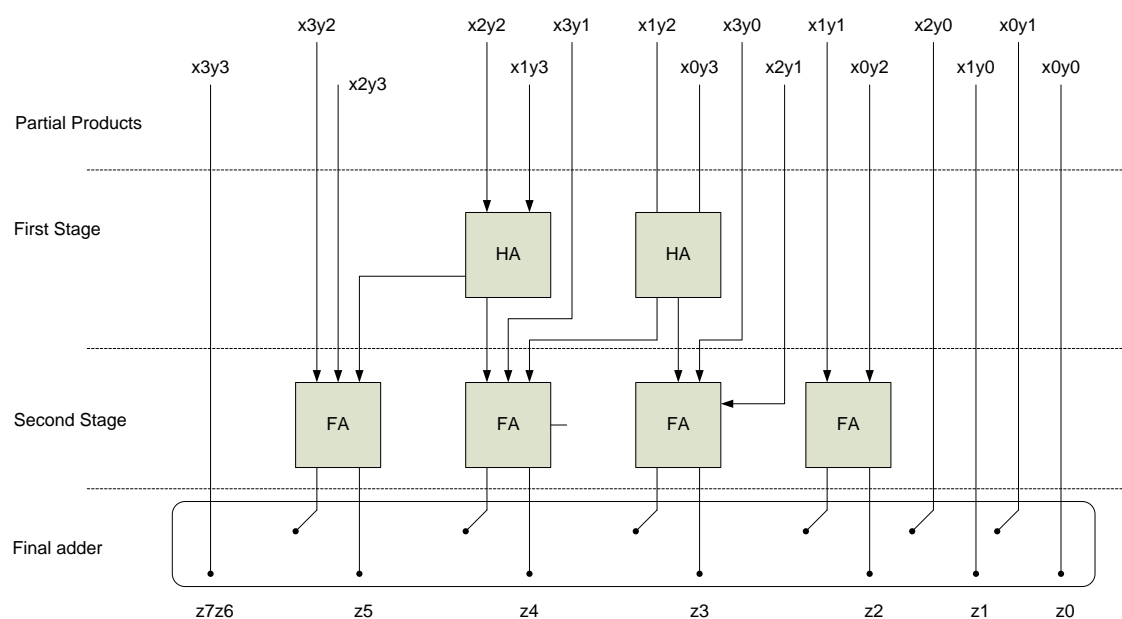 x3y2 x2y2 x3y1 x1y2 x3y0 x1y1 x2y0 x0y1
x3y3 x2y3 x1y3 x0y3 x2y1 x0y2 x1y0 x0y0
Partial Products
First Stage
HA HA
Second Stage
FA FA FA FA
Final adder
z7z6 z5 z4 z3 z2 z1 z0